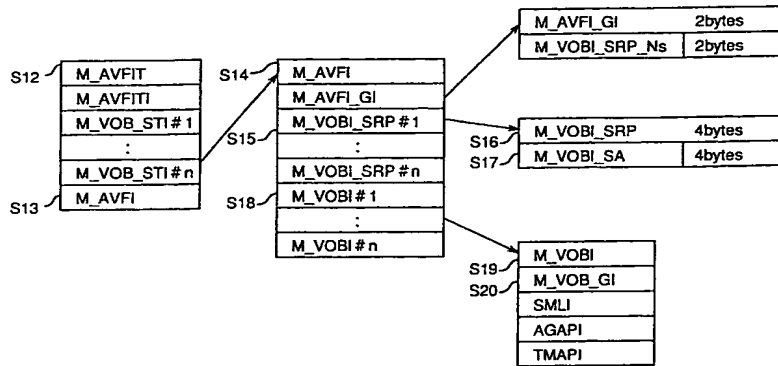 S12
M_AVFIT
M_AVFITI
M_VOB_STI#1
:
M_VOB_STI#n
S13
M_AVFI
S14
M_AVFI
M_AVFI_GI
S15
M_VOBI_SRP#1
:
M_VOBI_SRP#n
S18
M_VOBI#1
:
M_VOBI#n
M_AVFI_GI 2bytes
M_VOBI_SRP_Ns 2bytes
S16
M_VOBI_SRP 4bytes
S17
M_VOBI_SA 4bytes
S19
M_VOBI
S20
M_VOB_GI
SMLI
AGAPI
TMAPI